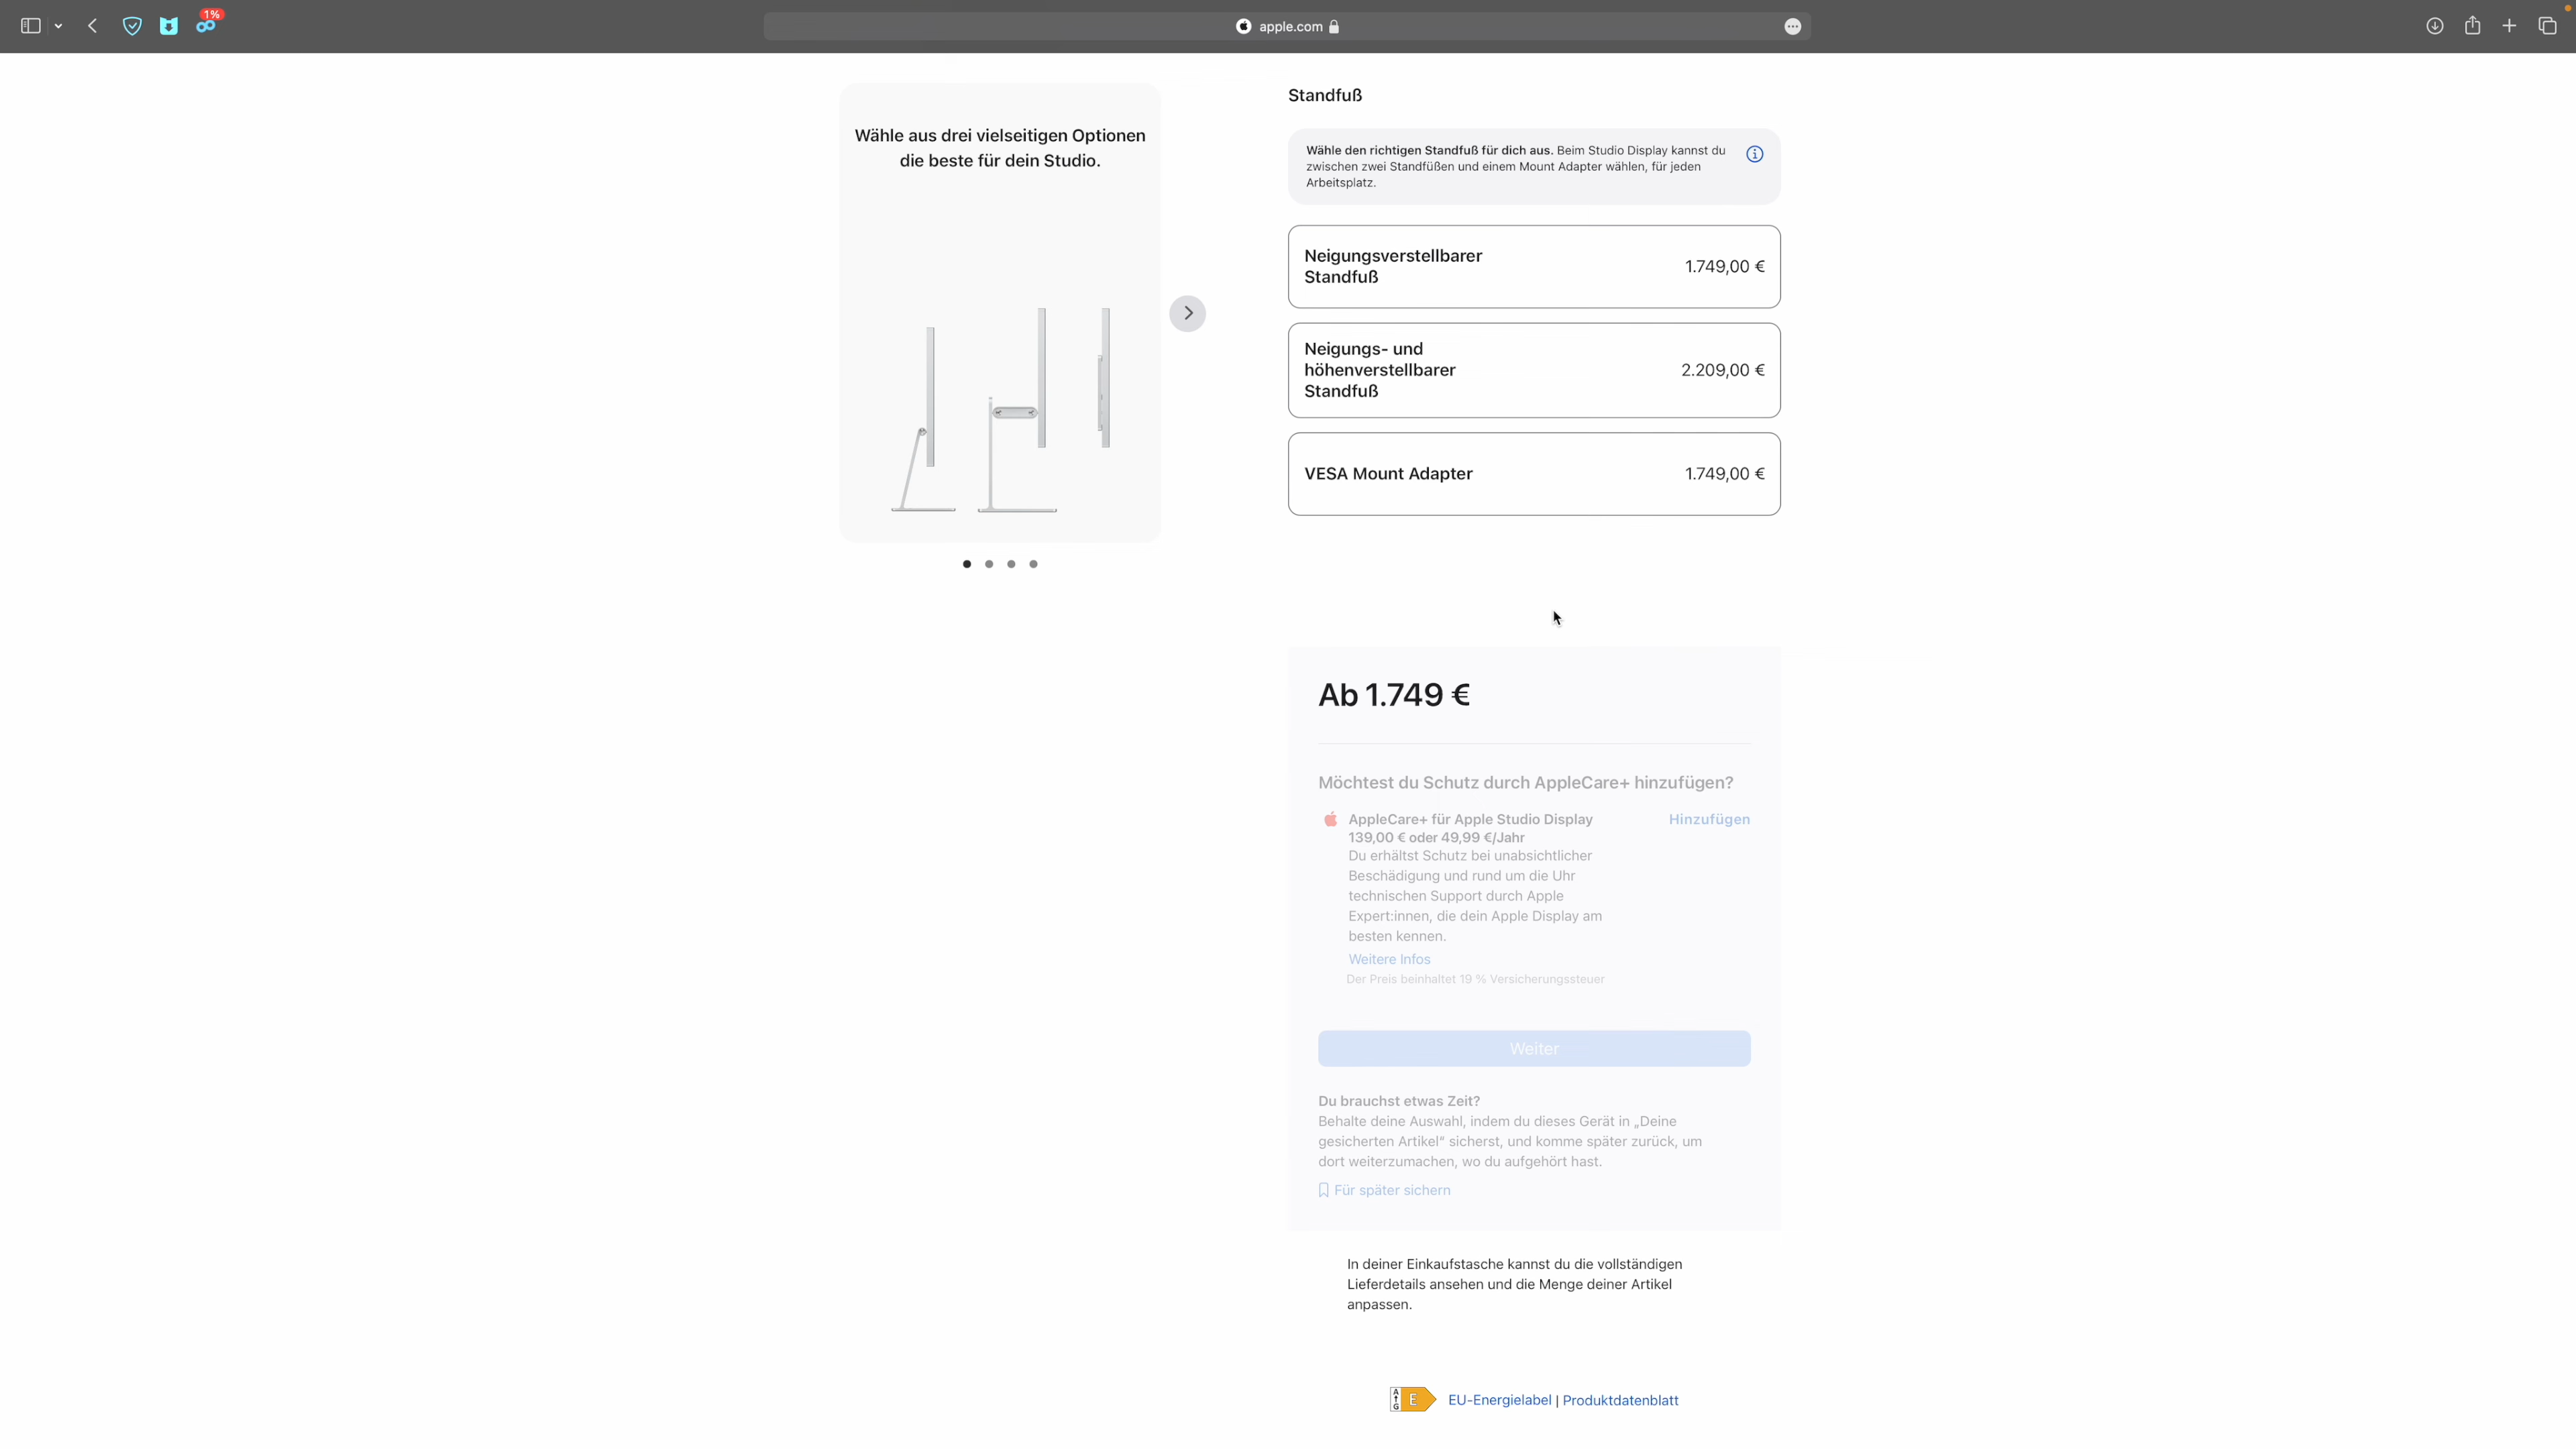 1%
apple.com
Wähle aus drei vielseitigen Optionen
die beste für dein Studio.
Standfuß
Wähle den richtigen Standfuß für dich aus. Beim Studio Display kannst du
zwischen zwei Standfüßen und einem Mount Adapter wählen, für jeden
Arbeitsplatz.
Neigungsverstellbarer
Standfuß
1.749,00 €
Neigungs- und
höhenverstellbarer
Standfuß
2.209,00 €
VESA Mount Adapter
1.749,00 €
Ab 1.749 €
Möchtest du Schutz durch AppleCare+ hinzufügen?
AppleCare+ für Apple Studio Display
Hinzufügen
139,00 € oder 49,99 €/Jahr
Du erhältst Schutz bei unabsichtlicher
Beschädigung und rund um die Uhr
technischen Support durch Apple
Expert:innen, die dein Apple Display am
besten kennen.
Weitere Infos
Der Preis beinhaltet 19 % Versicherungssteuer
Weiter
Du brauchst etwas Zeit?
Behalte deine Auswahl, indem du dieses Gerät in „Deine
gesicherten Artikel“ sicherst, und komme später zurück, um
dort weiterzumachen, wo du aufgehört hast.
Für später sichern
In deiner Einkaufstasche kannst du die vollständigen
Lieferdetails ansehen und die Menge deiner Artikel
anpassen.
A
G
E
EU-Energielabel | Produktdatenblatt